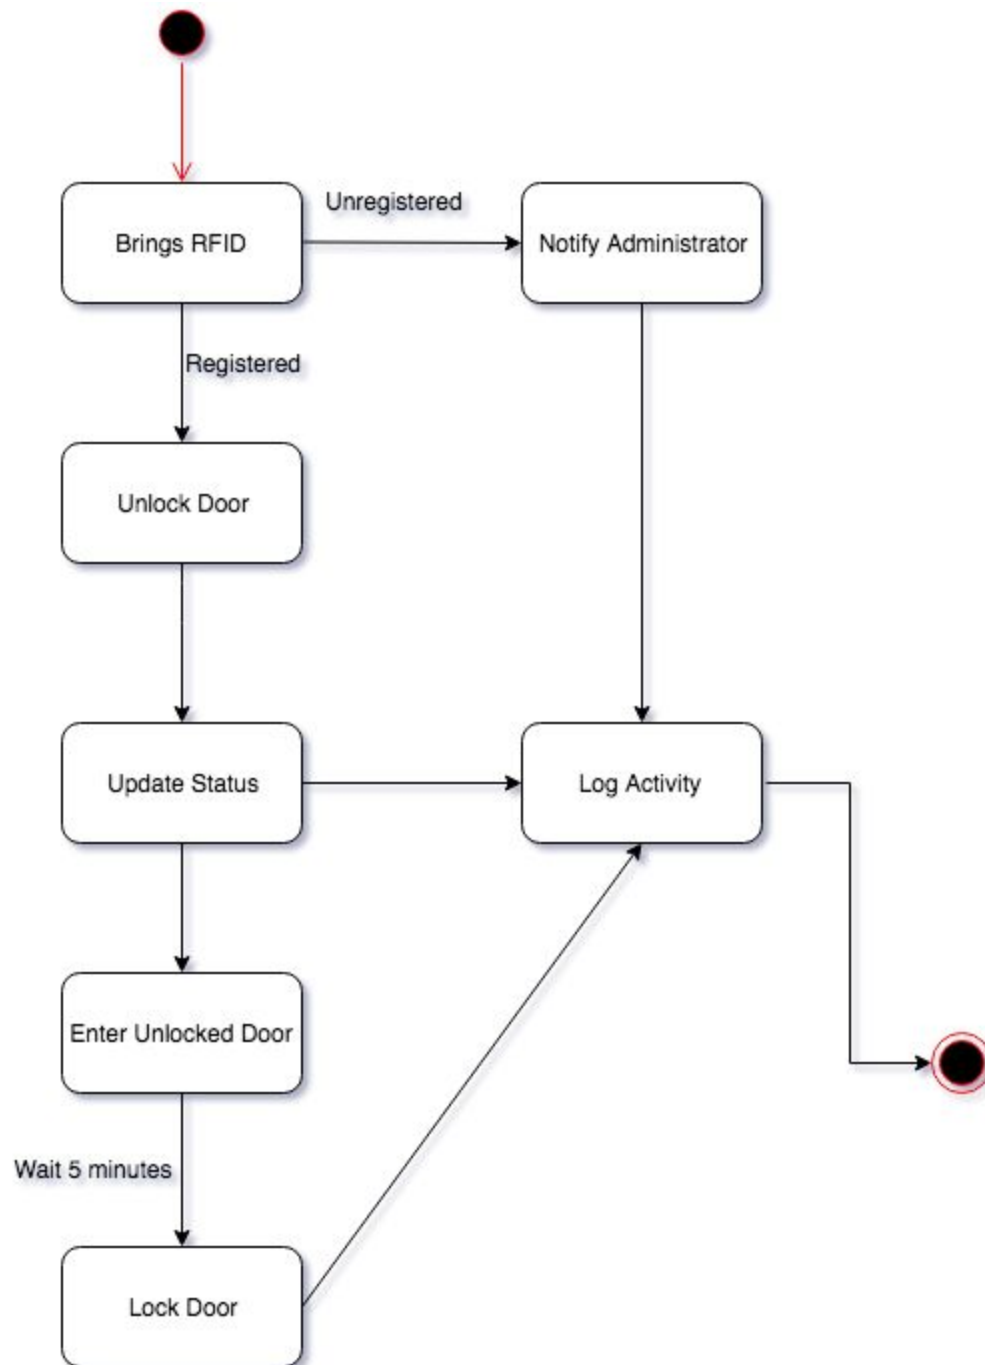 Unregistered
Brings RFID
Notify Administrator
Registered
Unlock Door
Update Status
Log Activity
Enter Unlocked Door
Wait 5 minutes
Lock Door